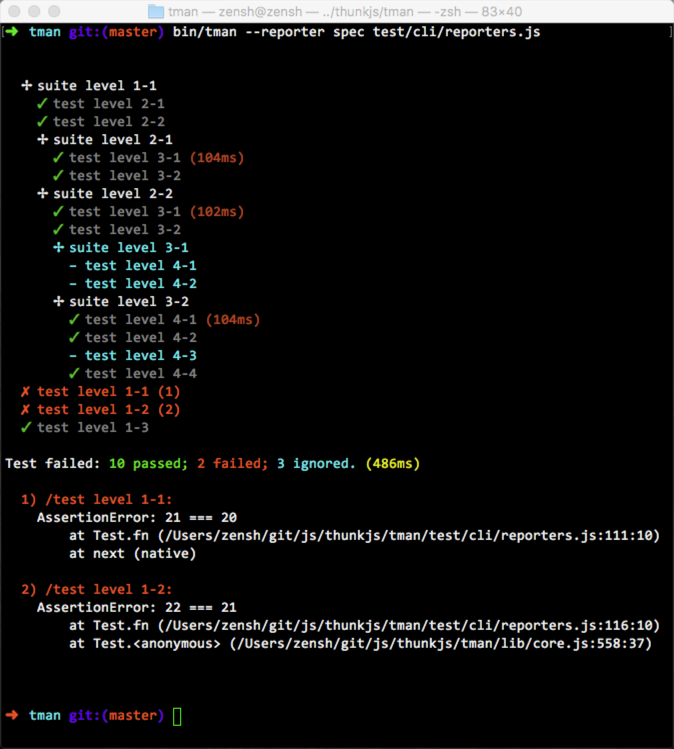 tman — zensh@zensh — ../thunkjs/tman — -zsh — 83×40
[➜ tman git:(master) bin/tman --reporter spec test/cli/reporters.js ]
✢ suite level 1-1
✓ test level 2-1
✓ test level 2-2
✢ suite level 2-1
✓ test level 3-1 (104ms)
✓ test level 3-2
✢ suite level 2-2
✓ test level 3-1 (102ms)
✓ test level 3-2
✢ suite level 3-1
– test level 4-1
– test level 4-2
✢ suite level 3-2
✓ test level 4-1 (104ms)
✓ test level 4-2
– test level 4-3
✓ test level 4-4
✗ test level 1-1 (1)
✗ test level 1-2 (2)
✓ test level 1-3
Test failed: 10 passed; 2 failed; 3 ignored. (486ms)
1) /test level 1-1:
AssertionError: 21 === 20
at Test.fn (/Users/zensh/git/js/thunkjs/tman/test/cli/reporters.js:111:10)
at next (native)
2) /test level 1-2:
AssertionError: 22 === 21
at Test.fn (/Users/zensh/git/js/thunkjs/tman/test/cli/reporters.js:116:10)
at Test.<anonymous> (/Users/zensh/git/js/thunkjs/tman/lib/core.js:558:37)
➜ tman git:(master)